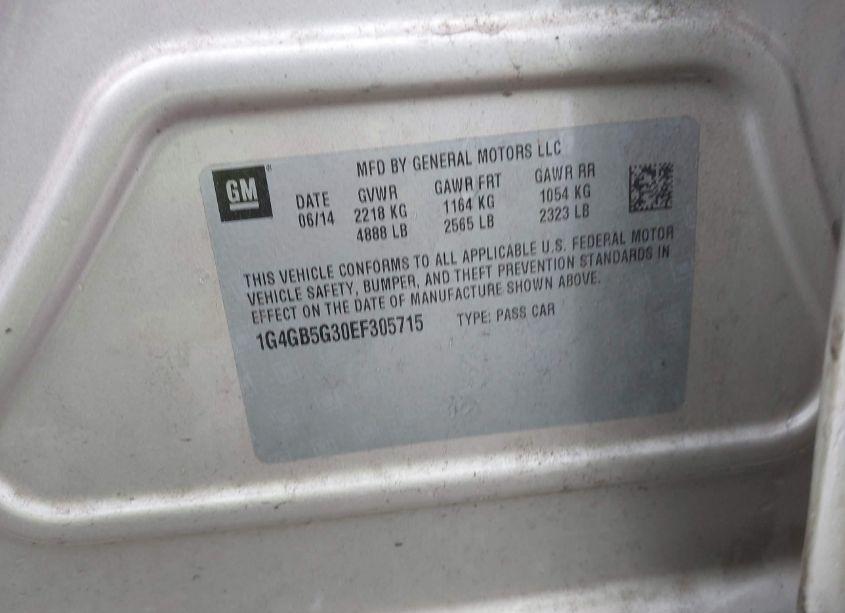 GM®
MFD BY GENERAL MOTORS LLC
DATE GVWR GAWR FRT GAWR RR
06/14 2218 KG 1164 KG 1054 KG
4888 LB 2565 LB 2323 LB
THIS VEHICLE CONFORMS TO ALL APPLICABLE U.S. FEDERAL MOTOR
VEHICLE SAFETY, BUMPER, AND THEFT PREVENTION STANDARDS IN
EFFECT ON THE DATE OF MANUFACTURE SHOWN ABOVE.
1G4GB5G30EF305715 TYPE: PASS CAR